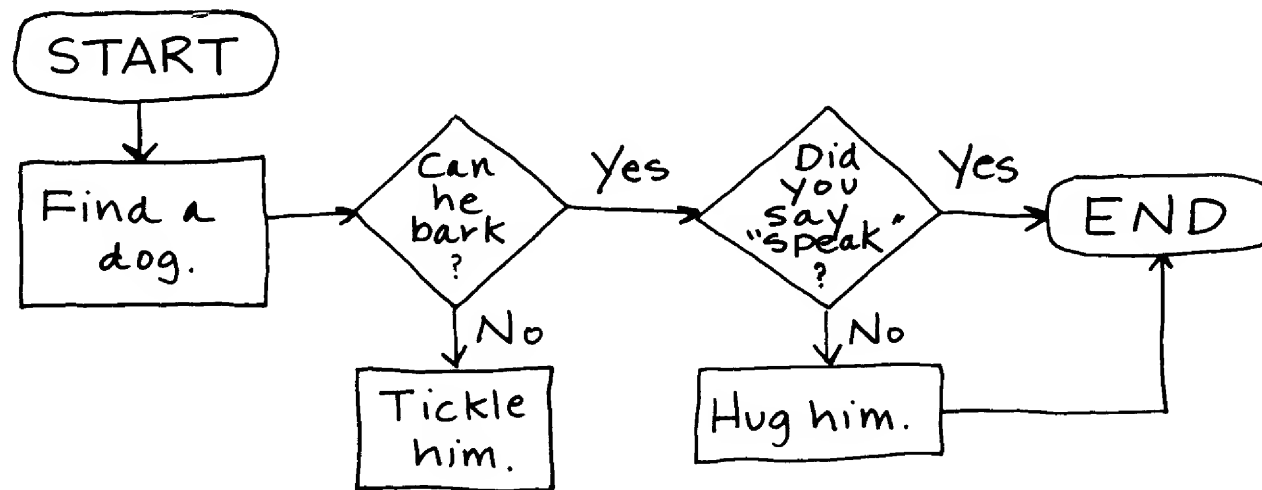 START
Find a
dog.
Can
he
bark
?
Yes
No
Tickle
him.
Did
you
say
"speak"
?
Yes
No
Hug him.
END